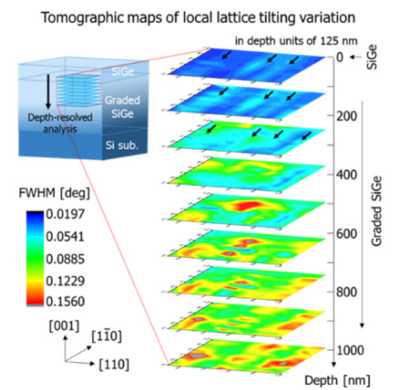 Tomographic maps of local lattice tilting variation
in depth units of 125 nm
SiGe
Graded
SiGe
Depth-resolved
analysis
Si sub.
FWHM [deg]
0.0197
0.0541
0.0885
0.1229
0.1560
[001]
[11̅0]
[110]
0
200
400
600
800
1000
Depth [nm]
SiGe
Graded SiGe